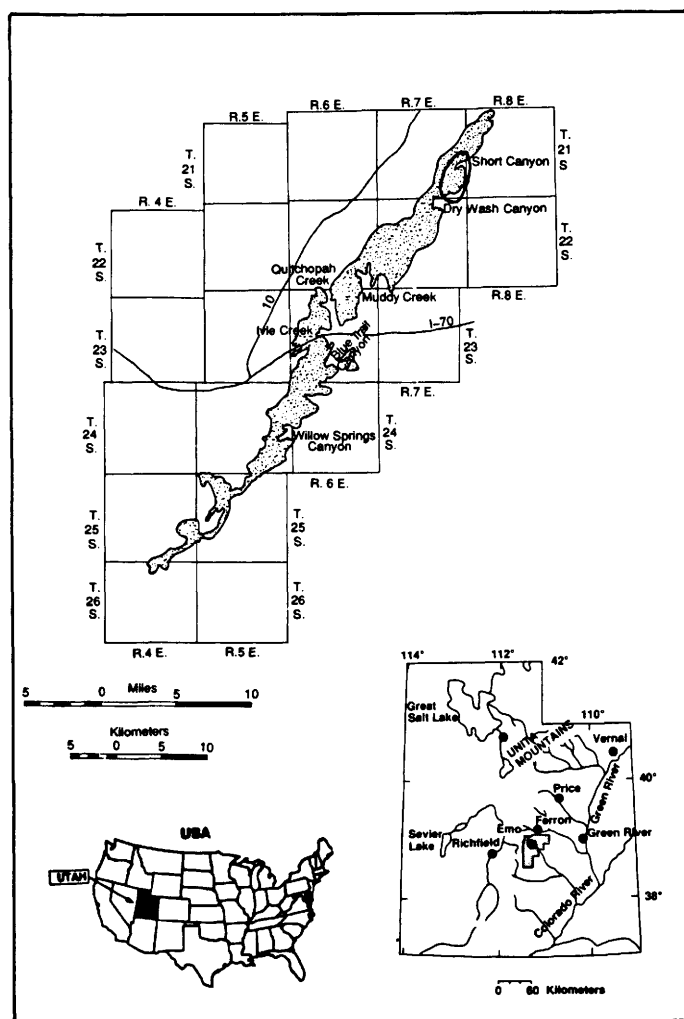 R.8 E.
R.7 E.
R.6 E.
R.5 E.
T.
21
S.
T.
21
S
Short Canyon
R. 4 E.
Dry Wash Canyon
T.
22
S.
T.
22
S.
Quitchopah
Creek
Muddy Creek
R.8 E.
10
I-70
Ivie Creek
Blue Trail
Canyon
T.
23
S.
T.
23
S.
R.7 E.
T.
24
S.
T.
24
S.
Willow Springs
Canyon
R. 6 E.
T.
25
S.
T.
25
S.
T.
26
S.
T.
26
S.
R.4 E.
R.5 E.
5 0 Miles 5 10
Kilometers
5 0 5 10
114°
112°
42°
Great
Salt Lake
110°
UNITA
MOUNTAINS
Vernal
40°
Price
Green River
Ferron
Emo
Sevier
Lake
Richfield
Green River
Colorado River
38°
0 60 Kilometers
USA
UTAH